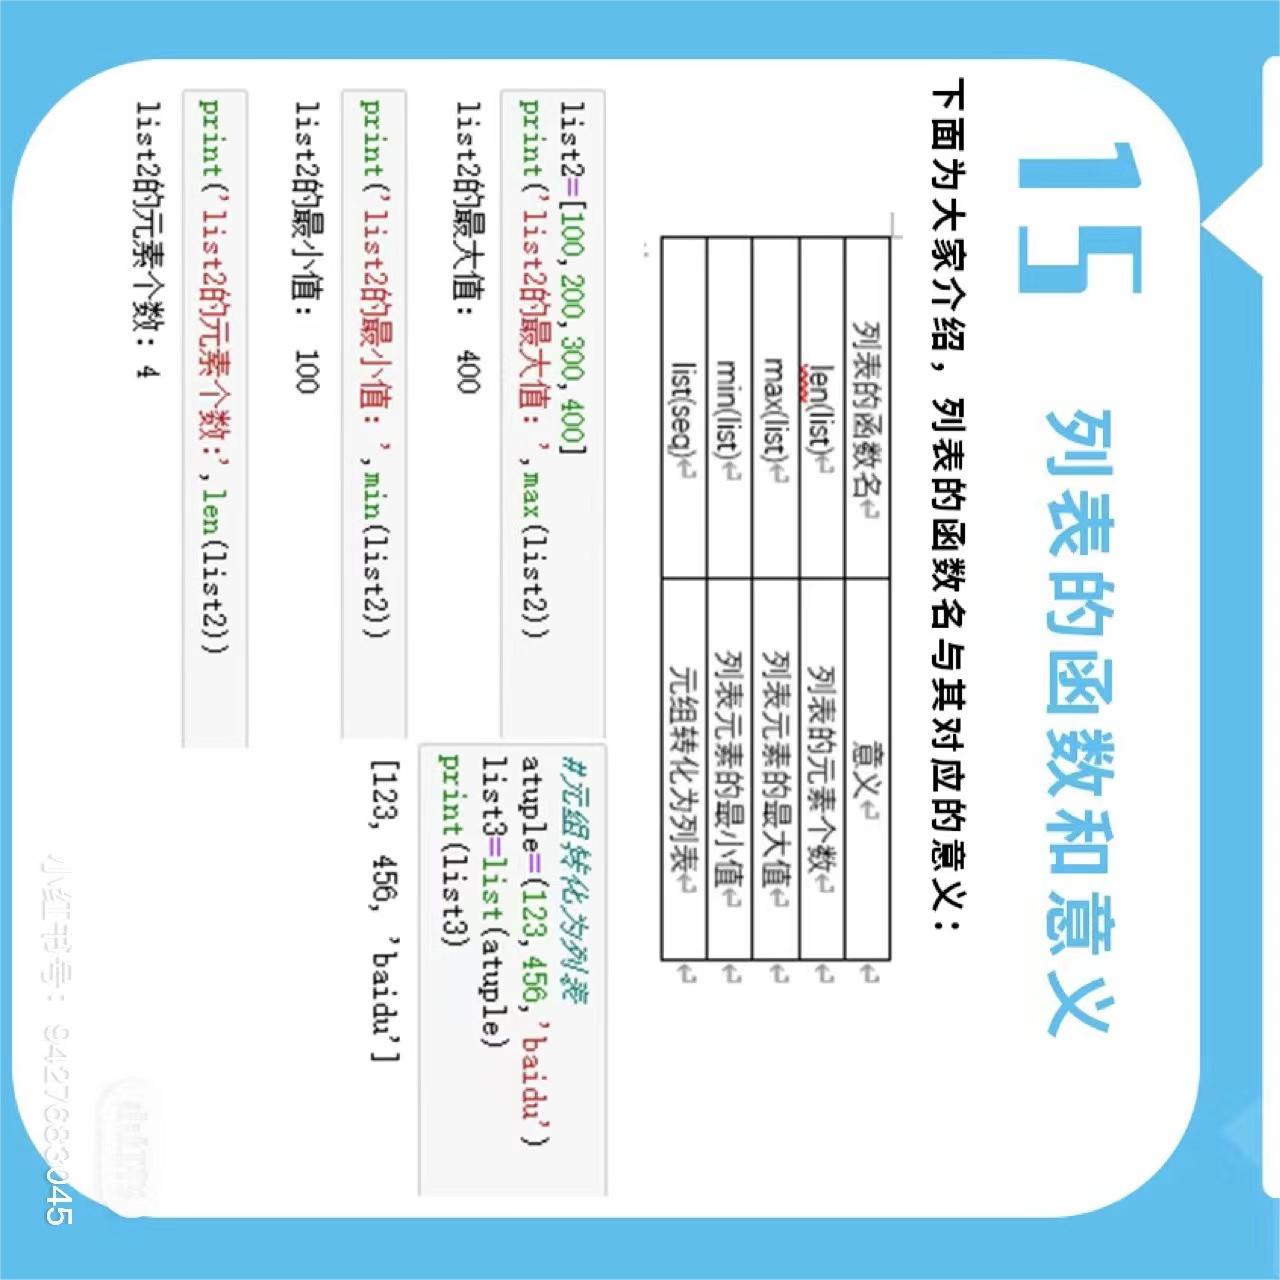 15 列表的函数和意义
下面为大家介绍，列表的函数名与其对应的意义：
列表的函数名 意义
len(list) 列表的元素个数
max(list) 列表元素的最大值
min(list) 列表元素的最小值
list(seq) 元组转化为列表
list2=[100,200,300,400]
print('list2的最大值：',max(list2))
list2的最大值： 400
print('list2的最小值：',min(list2))
list2的最小值： 100
print('list2的元素个数：',len(list2))
list2的元素个数： 4
#元组转化为列表
atuple=(123,456,'baidu')
list3=list(atuple)
print(list3)
[123, 456, 'baidu']
小红书号：9427683045